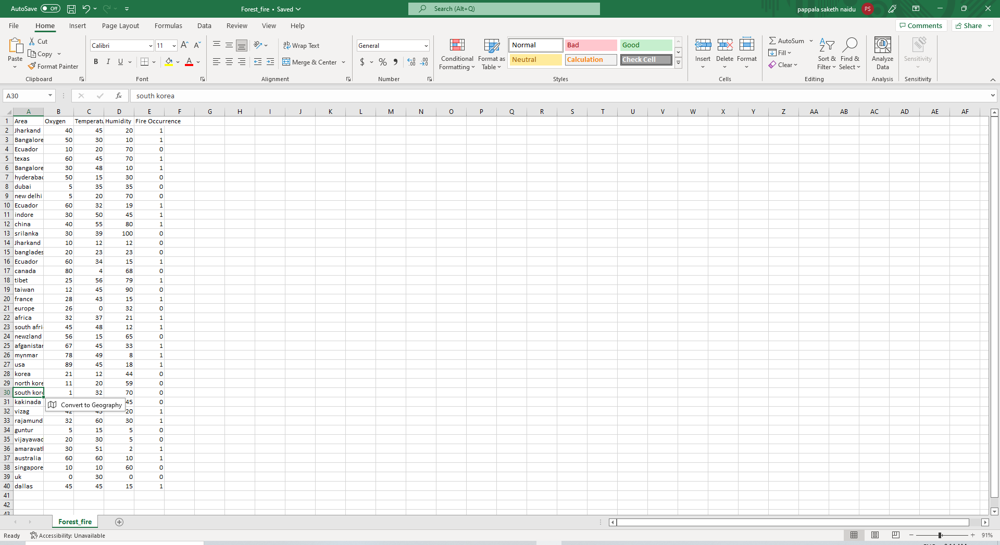 AutoSave Off Forest_fire • Saved Search (Alt+Q) pappala saketh naidu PS
File Home Insert Page Layout Formulas Data Review View Help Comments Share
Cut Calibri 11 A A Wrap Text General Normal Bad Good AutoSum
Paste Copy Conditional Formatting Format as Table Insert Delete Format Fill Sort & Filter Find & Select Analyze Data Sensitivity
Format Painter B I U A Merge & Center $ % Neutral Calculation Check Cell Clear
Clipboard Font Alignment Number Styles Cells Editing Analysis Sensitivity
A30 fx south korea
A B C D E F G H I J K L M N O P Q R S T U V W X Y Z AA AB AC AD AE AF
1 Area Oxygen Temperatu Humidity Fire Occurrence
2 Jharkand 40 45 20 1
3 Bangalore 50 30 10 1
4 Ecuador 10 20 70 0
5 texas 60 45 70 1
6 Bangalore 30 48 10 1
7 hyderabad 50 15 30 0
8 dubai 5 35 35 0
9 new delhi 5 20 70 0
10 Ecuador 60 32 19 1
11 indore 30 50 45 1
12 china 40 55 80 1
13 srilanka 30 39 100 0
14 Jharkand 10 12 12 0
15 banglades 20 23 23 0
16 Ecuador 60 34 15 1
17 canada 80 4 68 0
18 tibet 25 56 79 1
19 taiwan 12 45 90 0
20 france 28 43 15 1
21 europe 26 0 32 0
22 africa 32 37 21 1
23 south afri 45 48 12 1
24 newzland 56 15 65 0
25 afganistan 67 45 33 1
26 mynmar 78 49 8 1
27 usa 89 45 18 1
28 korea 21 12 44 0
29 north kore 11 20 59 0
30 south kore 1 32 70 0
31 kakinada Convert to Geography 45 0
32 vizag 20 1
33 rajamund 32 60 30 1
34 guntur 5 15 5 0
35 vijayawad 20 30 5 0
36 amaravath 30 51 2 1
37 australia 60 60 10 1
38 singapore 10 10 60 0
39 uk 0 30 0 0
40 dallas 45 45 15 1
41
42
43
Forest_fire
Ready Accessibility: Unavailable 91%